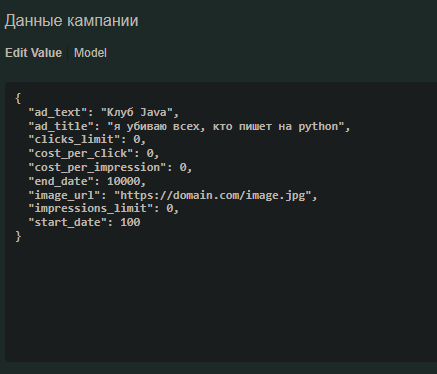 Данные кампании
Edit Value Model
{
"ad_text": "Клуб Java",
"ad_title": "я убиваю всех, кто пишет на python",
"clicks_limit": 0,
"cost_per_click": 0,
"cost_per_impression": 0,
"end_date": 10000,
"image_url": "https://domain.com/image.jpg",
"impressions_limit": 0,
"start_date": 100
}